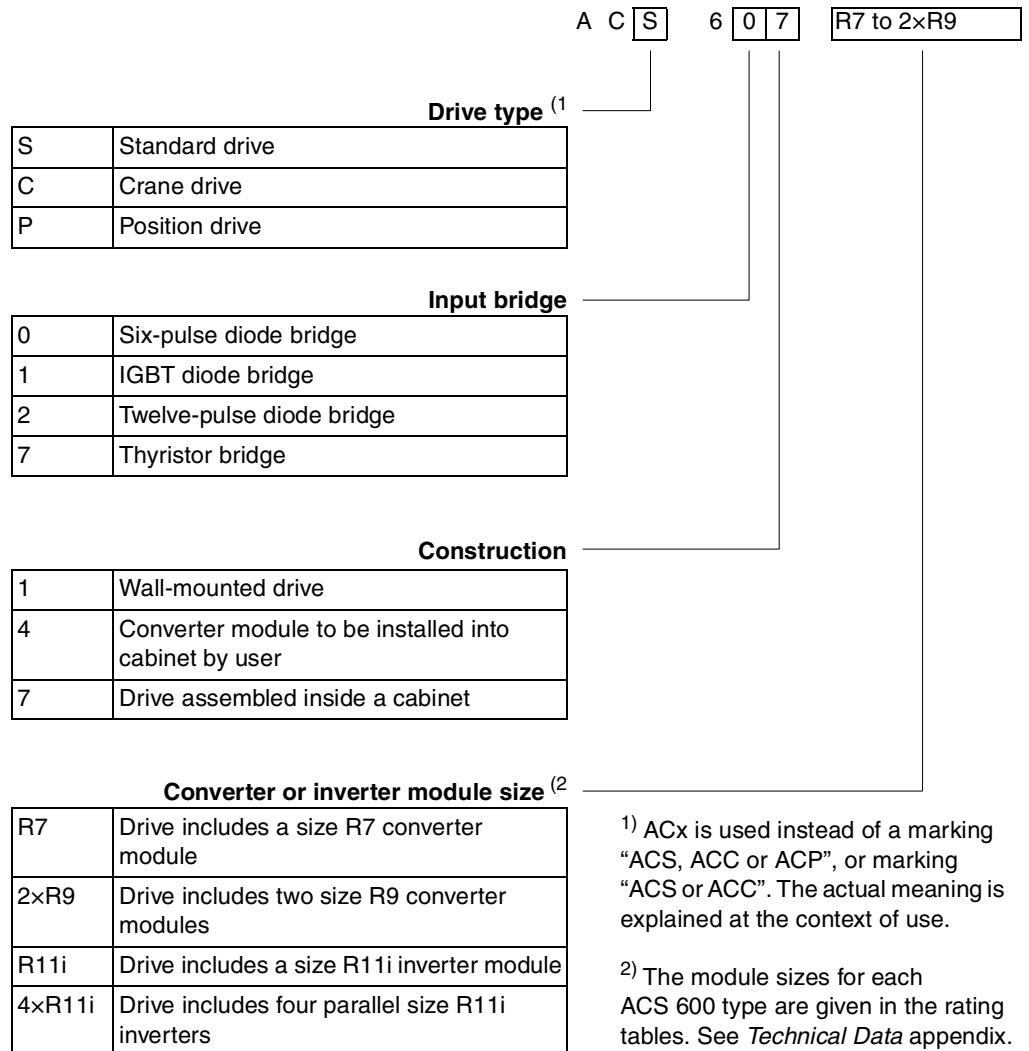 A C S 6 0 7 R7 to 2×R9
Drive type (1
S Standard drive
C Crane drive
P Position drive
Input bridge
0 Six-pulse diode bridge
1 IGBT diode bridge
2 Twelve-pulse diode bridge
7 Thyristor bridge
Construction
1 Wall-mounted drive
4 Converter module to be installed into
cabinet by user
7 Drive assembled inside a cabinet
Converter or inverter module size (2
R7 Drive includes a size R7 converter
module
2×R9 Drive includes two size R9 converter
modules
R11i Drive includes a size R11i inverter module
4×R11i Drive includes four parallel size R11i
inverters
1) ACx is used instead of a marking
“ACS, ACC or ACP”, or marking
“ACS or ACC”. The actual meaning is
explained at the context of use.
2) The module sizes for each
ACS 600 type are given in the rating
tables. See Technical Data appendix.